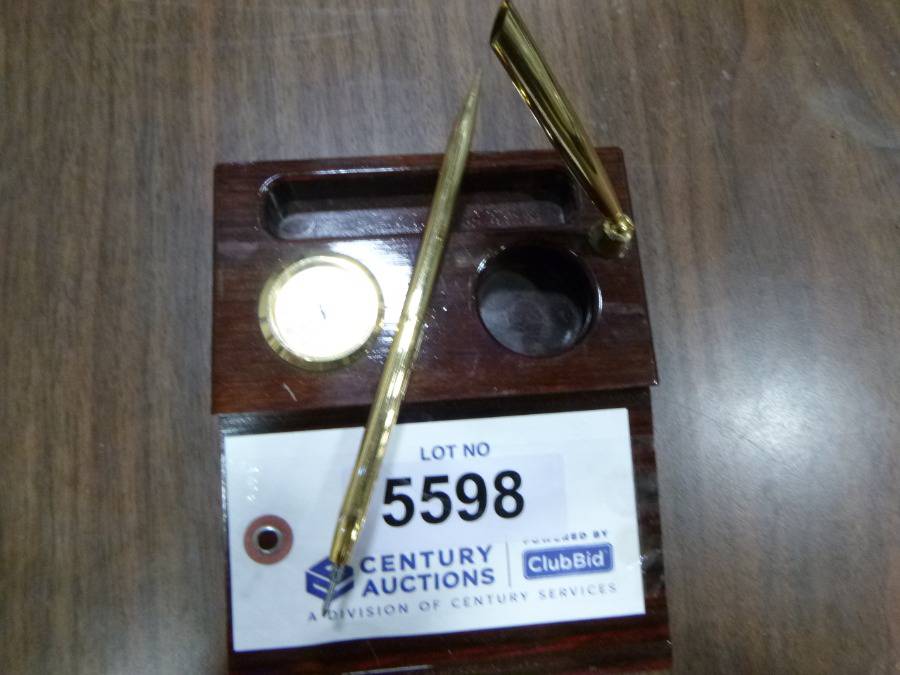 LOT NO
5598
CENTURY AUCTIONS
POWERED BY
ClubBid
A DIVISION OF CENTURY SERVICES